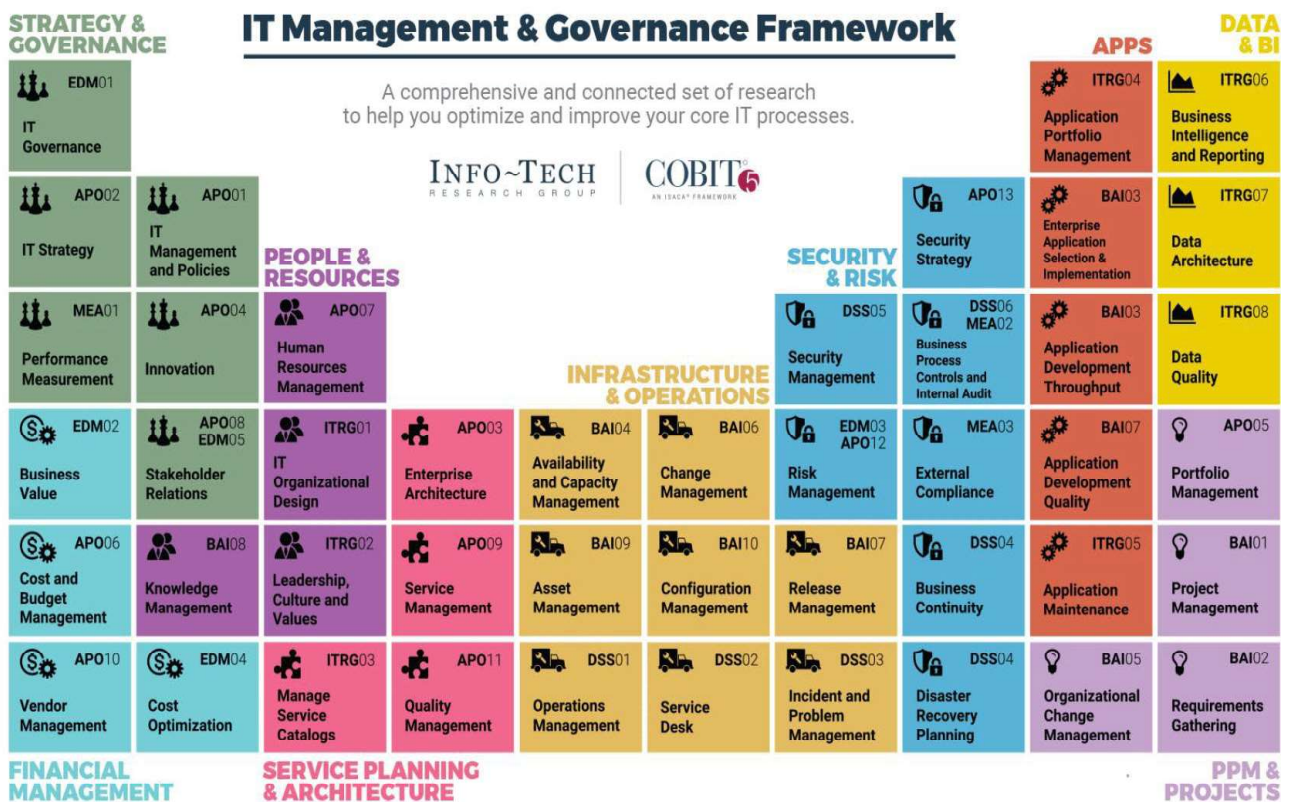 STRATEGY &
GOVERNANCE
IT Management & Governance Framework
A comprehensive and connected set of research
to help you optimize and improve your core IT processes.
INFO~TECH
RESEARCH GROUP
COBIT 5
AN ISACA® FRAMEWORK
APPS
DATA
& BI
EDM01
IT
Governance
ITRG04
Application
Portfolio
Management
ITRG06
Business
Intelligence
and Reporting
APO02
IT Strategy
APO01
IT
Management
and Policies
PEOPLE &
RESOURCES
SECURITY
& RISK
APO13
Security
Strategy
BAI03
Enterprise
Application
Selection &
Implementation
ITRG07
Data
Architecture
MEA01
Performance
Measurement
APO04
Innovation
APO07
Human
Resources
Management
INFRASTRUCTURE
& OPERATIONS
DSS05
Security
Management
DSS06
MEA02
Business
Process
Controls and
Internal Audit
BAI03
Application
Development
Throughput
ITRG08
Data
Quality
EDM02
Business
Value
APO08
EDM05
Stakeholder
Relations
ITRG01
IT
Organizational
Design
APO03
Enterprise
Architecture
BAI04
Availability
and Capacity
Management
BAI06
Change
Management
EDM03
APO12
Risk
Management
MEA03
External
Compliance
BAI07
Application
Development
Quality
APO05
Portfolio
Management
APO06
Cost and
Budget
Management
BAI08
Knowledge
Management
ITRG02
Leadership,
Culture and
Values
APO09
Service
Management
BAI09
Asset
Management
BAI10
Configuration
Management
BAI07
Release
Management
DSS04
Business
Continuity
ITRG05
Application
Maintenance
BAI01
Project
Management
APO10
Vendor
Management
EDM04
Cost
Optimization
ITRG03
Manage
Service
Catalogs
APO11
Quality
Management
DSS01
Operations
Management
DSS02
Service
Desk
DSS03
Incident and
Problem
Management
DSS04
Disaster
Recovery
Planning
BAI05
Organizational
Change
Management
BAI02
Requirements
Gathering
FINANCIAL
MANAGEMENT
SERVICE PLANNING
& ARCHITECTURE
PPM &
PROJECTS